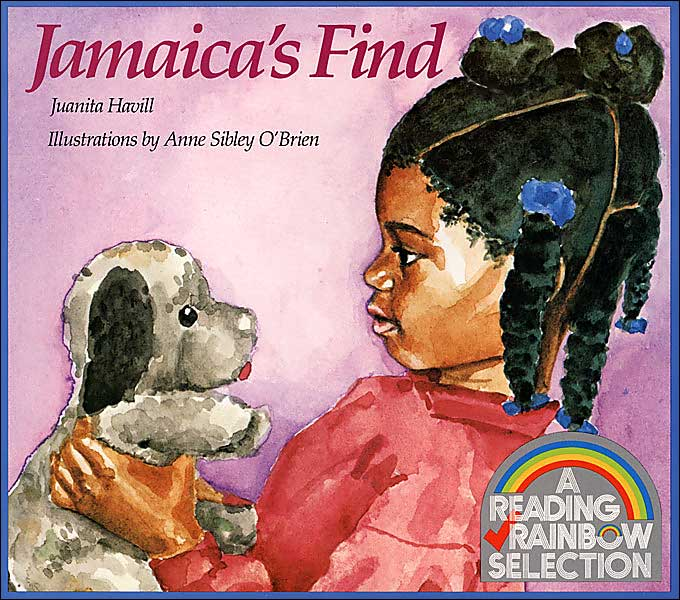 Jamaica's Find
Juanita Havill
Illustrations by Anne Sibley O'Brien
A
READING
RAINBOW
SELECTION